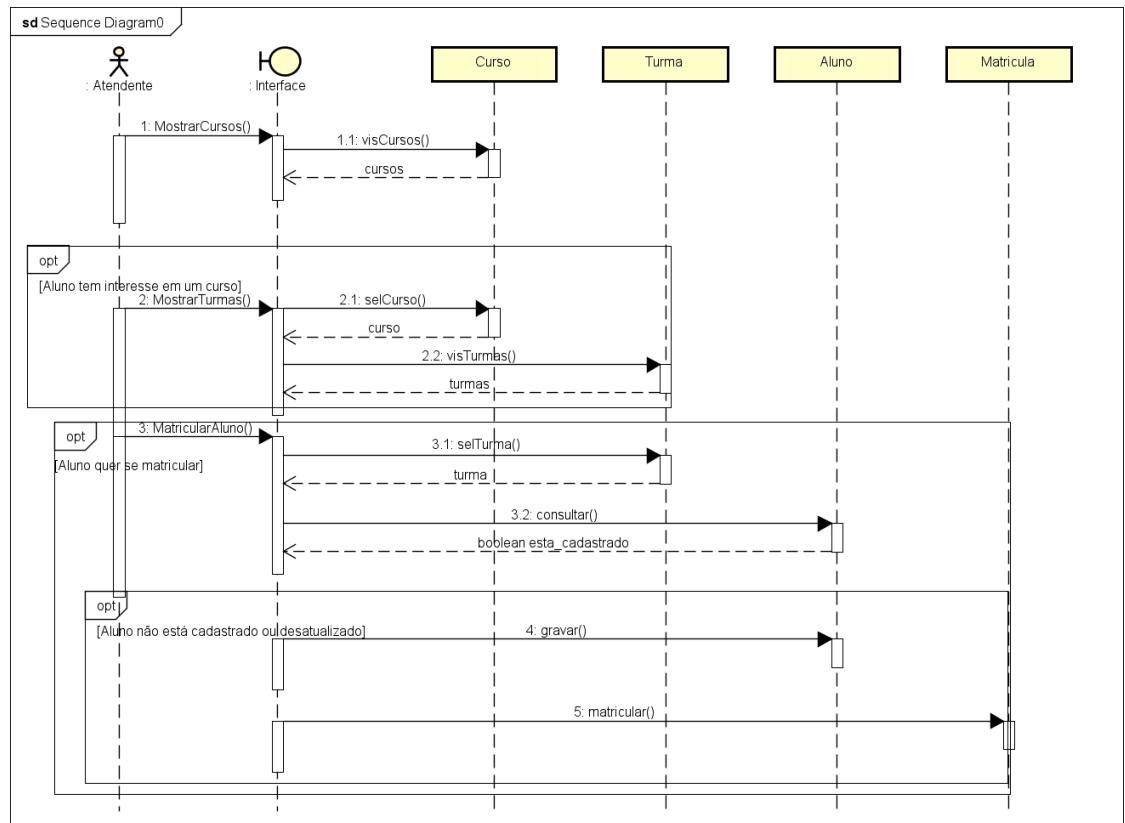 sd Sequence Diagram0
: Atendente
: Interface
Curso
Turma
Aluno
Matricula
1: MostrarCursos()
1.1: visCursos()
cursos
opt
[Aluno tem interesse em um curso]
2: MostrarTurmas()
2.1: selCurso()
curso
2.2: visTurmas()
turmas
opt
3: MatricularAluno()
3.1: selTurma()
[Aluno quer se matricular]
turma
3.2: consultar()
boolean esta_cadastrado
opt
[Aluno não está cadastrado ou desatualizado]
4: gravar()
5: matricular()